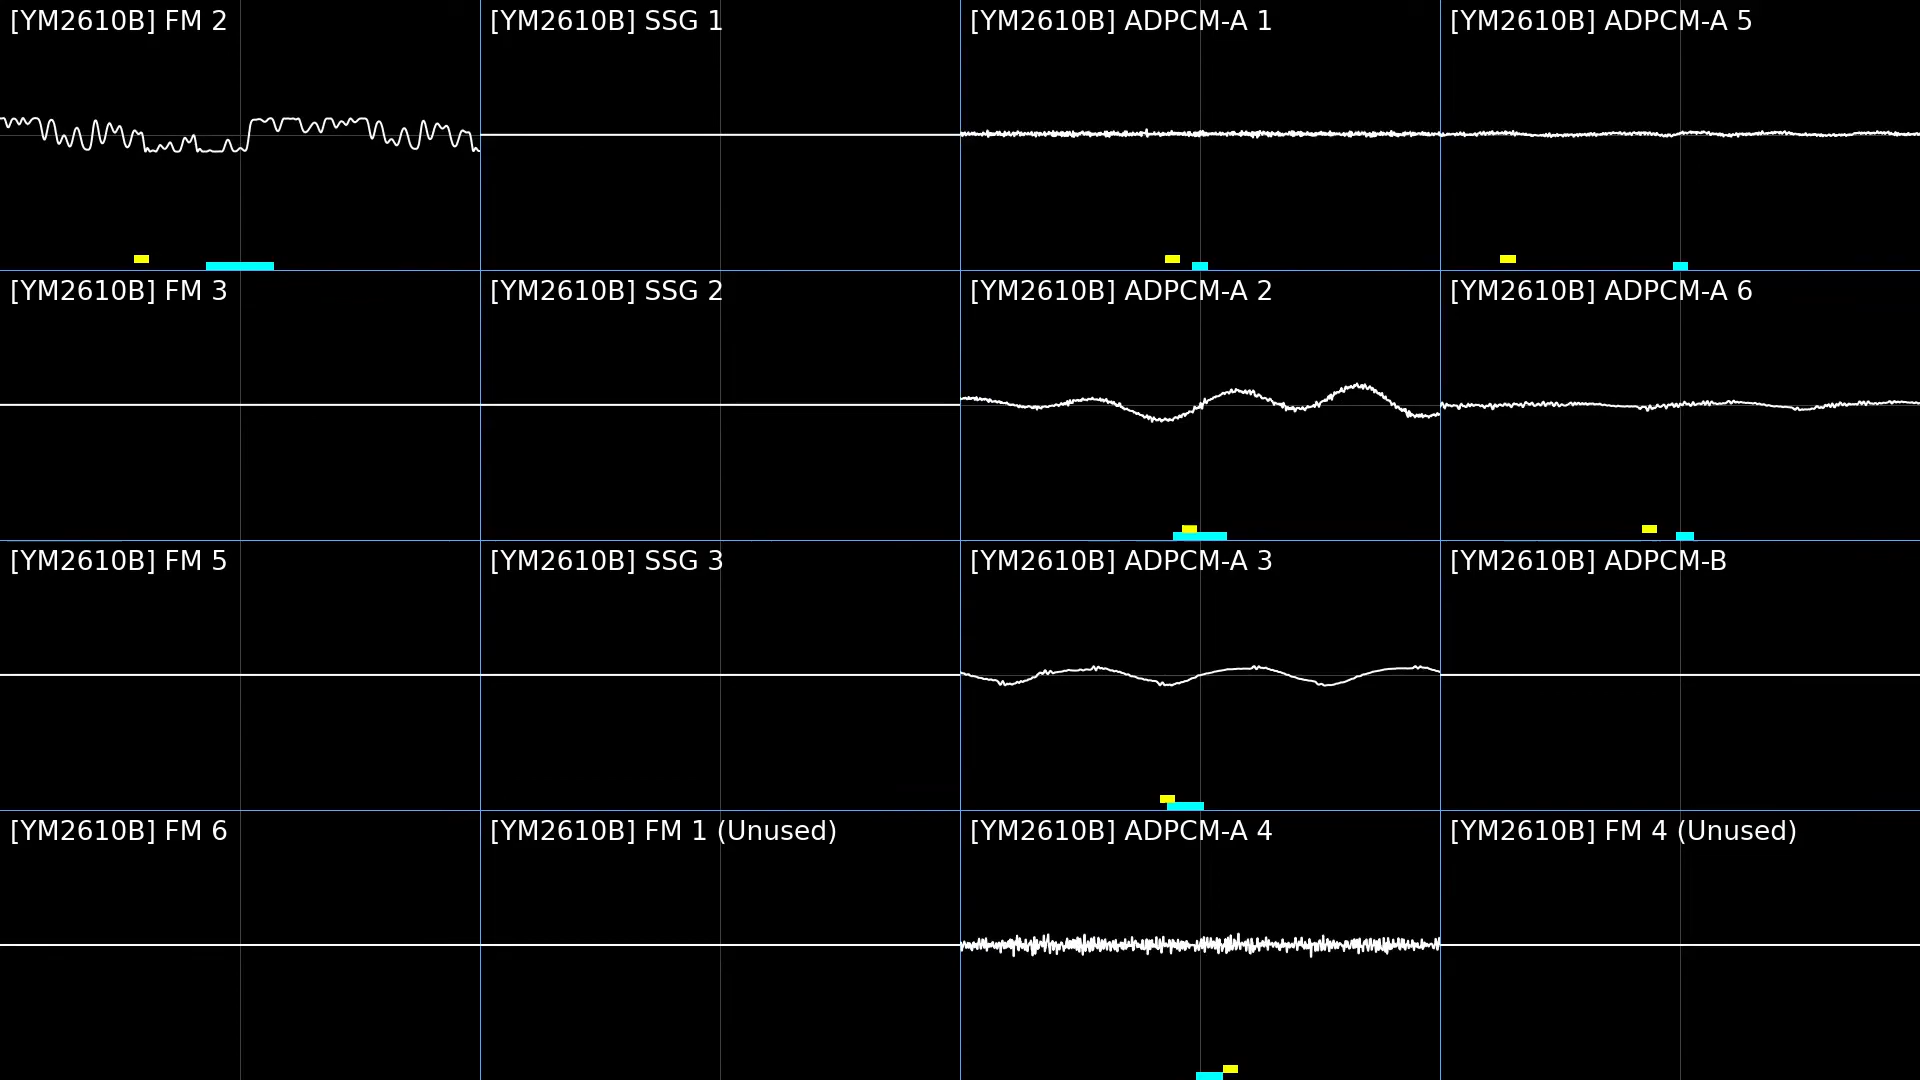 [YM2610B] FM 2
[YM2610B] SSG 1
[YM2610B] ADPCM-A 1
[YM2610B] ADPCM-A 5
[YM2610B] FM 3
[YM2610B] SSG 2
[YM2610B] ADPCM-A 2
[YM2610B] ADPCM-A 6
[YM2610B] FM 5
[YM2610B] SSG 3
[YM2610B] ADPCM-A 3
[YM2610B] ADPCM-B
[YM2610B] FM 6
[YM2610B] FM 1 (Unused)
[YM2610B] ADPCM-A 4
[YM2610B] FM 4 (Unused)